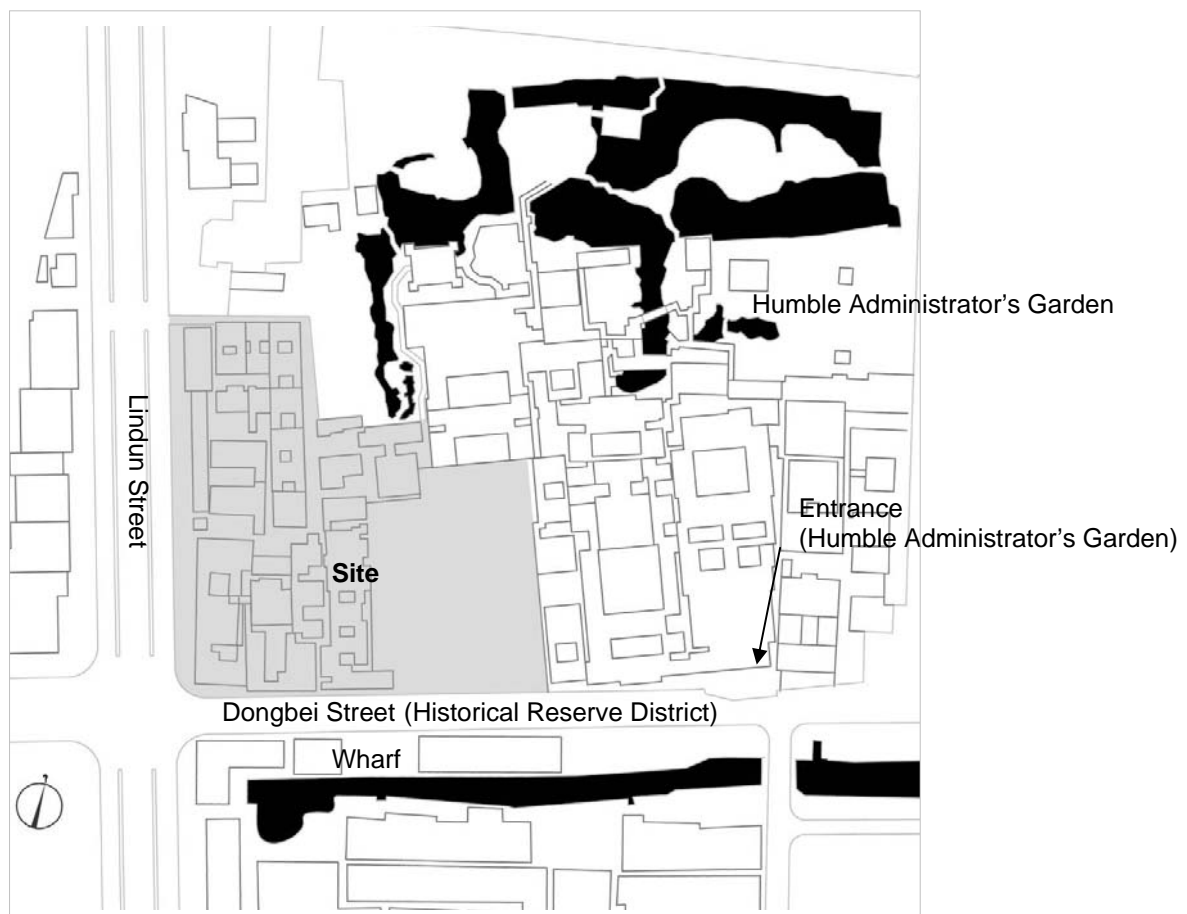 Humble Administrator's Garden
Lindun Street
Entrance
(Humble Administrator's Garden)
Site
Dongbei Street (Historical Reserve District)
Wharf